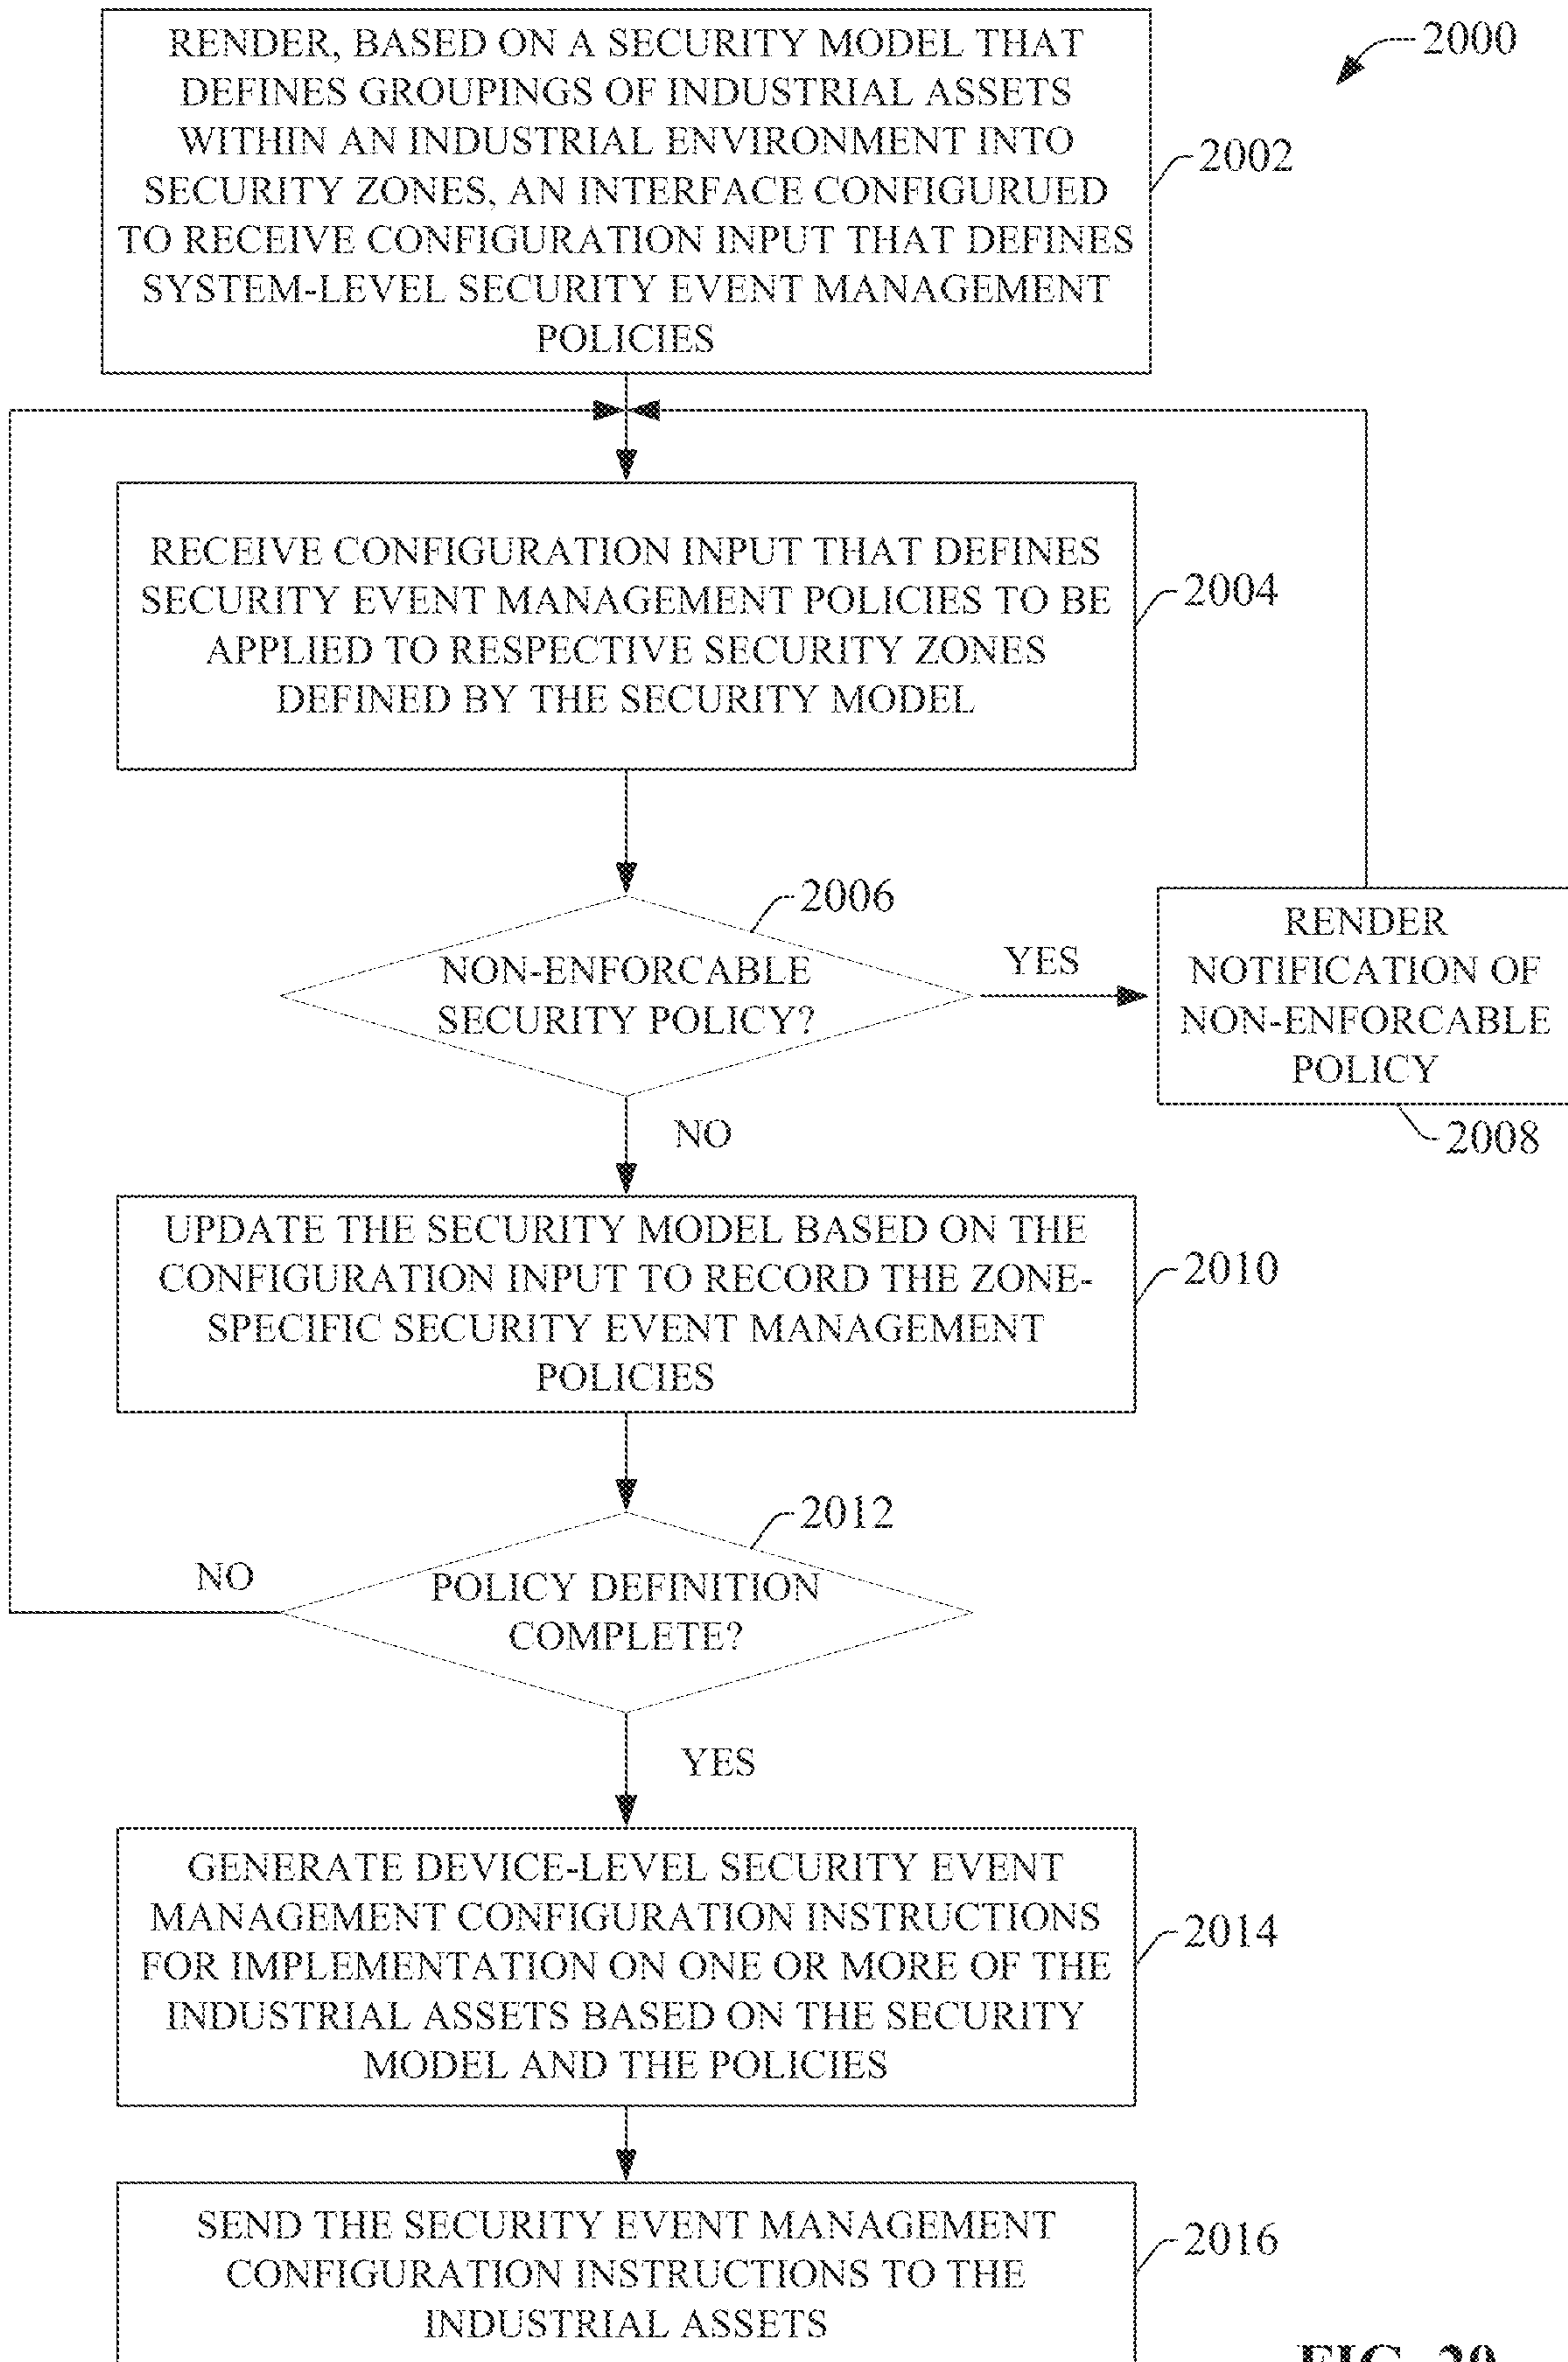 2000
RENDER, BASED ON A SECURITY MODEL THAT
DEFINES GROUPINGS OF INDUSTRIAL ASSETS
WITHIN AN INDUSTRIAL ENVIRONMENT INTO
SECURITY ZONES, AN INTERFACE CONFIGURUED
TO RECEIVE CONFIGURATION INPUT THAT DEFINES
SYSTEM-LEVEL SECURITY EVENT MANAGEMENT
POLICIES
2002
RECEIVE CONFIGURATION INPUT THAT DEFINES
SECURITY EVENT MANAGEMENT POLICIES TO BE
APPLIED TO RESPECTIVE SECURITY ZONES
DEFINED BY THE SECURITY MODEL
2004
2006
NON-ENFORCABLE
SECURITY POLICY?
YES
RENDER
NOTIFICATION OF
NON-ENFORCABLE
POLICY
2008
NO
UPDATE THE SECURITY MODEL BASED ON THE
CONFIGURATION INPUT TO RECORD THE ZONE-
SPECIFIC SECURITY EVENT MANAGEMENT
POLICIES
2010
2012
POLICY DEFINITION
COMPLETE?
NO
YES
GENERATE DEVICE-LEVEL SECURITY EVENT
MANAGEMENT CONFIGURATION INSTRUCTIONS
FOR IMPLEMENTATION ON ONE OR MORE OF THE
INDUSTRIAL ASSETS BASED ON THE SECURITY
MODEL AND THE POLICIES
2014
SEND THE SECURITY EVENT MANAGEMENT
CONFIGURATION INSTRUCTIONS TO THE
INDUSTRIAL ASSETS
2016
FIG. 20